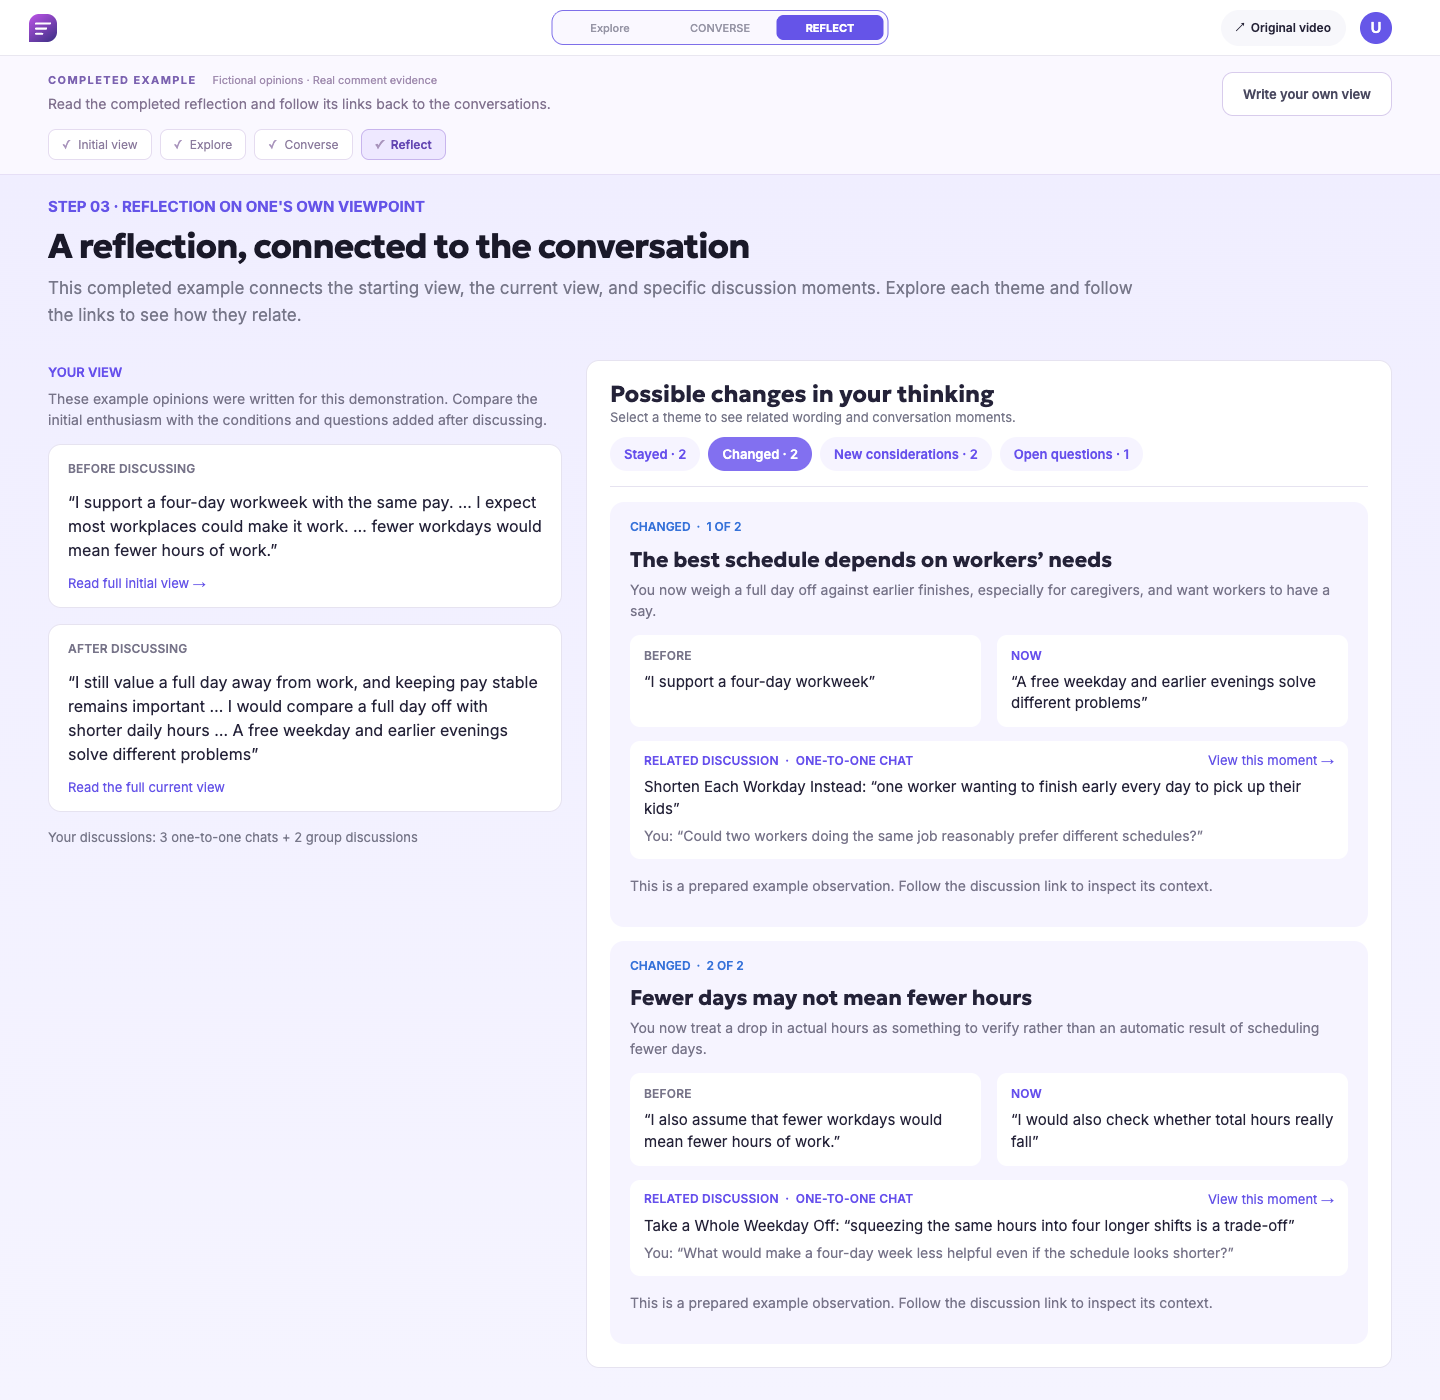 Explore
CONVERSE
REFLECT
↗ Original video
U
COMPLETED EXAMPLE
Fictional opinions · Real comment evidence
Read the completed reflection and follow its links back to the conversations.
Write your own view
✓ Initial view
✓ Explore
✓ Converse
✓ Reflect
STEP 03 · REFLECTION ON ONE'S OWN VIEWPOINT
A reflection, connected to the conversation
This completed example connects the starting view, the current view, and specific discussion moments. Explore each theme and follow
the links to see how they relate.
YOUR VIEW
These example opinions were written for this demonstration. Compare the
initial enthusiasm with the conditions and questions added after discussing.
BEFORE DISCUSSING
“I support a four-day workweek with the same pay. … I expect
most workplaces could make it work. … fewer workdays would
mean fewer hours of work.”
Read full initial view →
AFTER DISCUSSING
“I still value a full day away from work, and keeping pay stable
remains important … I would compare a full day off with
shorter daily hours … A free weekday and earlier evenings
solve different problems”
Read the full current view
Your discussions: 3 one-to-one chats + 2 group discussions
Possible changes in your thinking
Select a theme to see related wording and conversation moments.
Stayed · 2
Changed · 2
New considerations · 2
Open questions · 1
CHANGED · 1 OF 2
The best schedule depends on workers’ needs
You now weigh a full day off against earlier finishes, especially for caregivers, and want workers to have a
say.
BEFORE
“I support a four-day workweek”
NOW
“A free weekday and earlier evenings solve
different problems”
RELATED DISCUSSION · ONE-TO-ONE CHAT
View this moment →
Shorten Each Workday Instead: “one worker wanting to finish early every day to pick up their
kids”
You: “Could two workers doing the same job reasonably prefer different schedules?”
This is a prepared example observation. Follow the discussion link to inspect its context.
CHANGED · 2 OF 2
Fewer days may not mean fewer hours
You now treat a drop in actual hours as something to verify rather than an automatic result of scheduling
fewer days.
BEFORE
“I also assume that fewer workdays would
mean fewer hours of work.”
NOW
“I would also check whether total hours really
fall”
RELATED DISCUSSION · ONE-TO-ONE CHAT
View this moment →
Take a Whole Weekday Off: “squeezing the same hours into four longer shifts is a trade-off”
You: “What would make a four-day week less helpful even if the schedule looks shorter?”
This is a prepared example observation. Follow the discussion link to inspect its context.